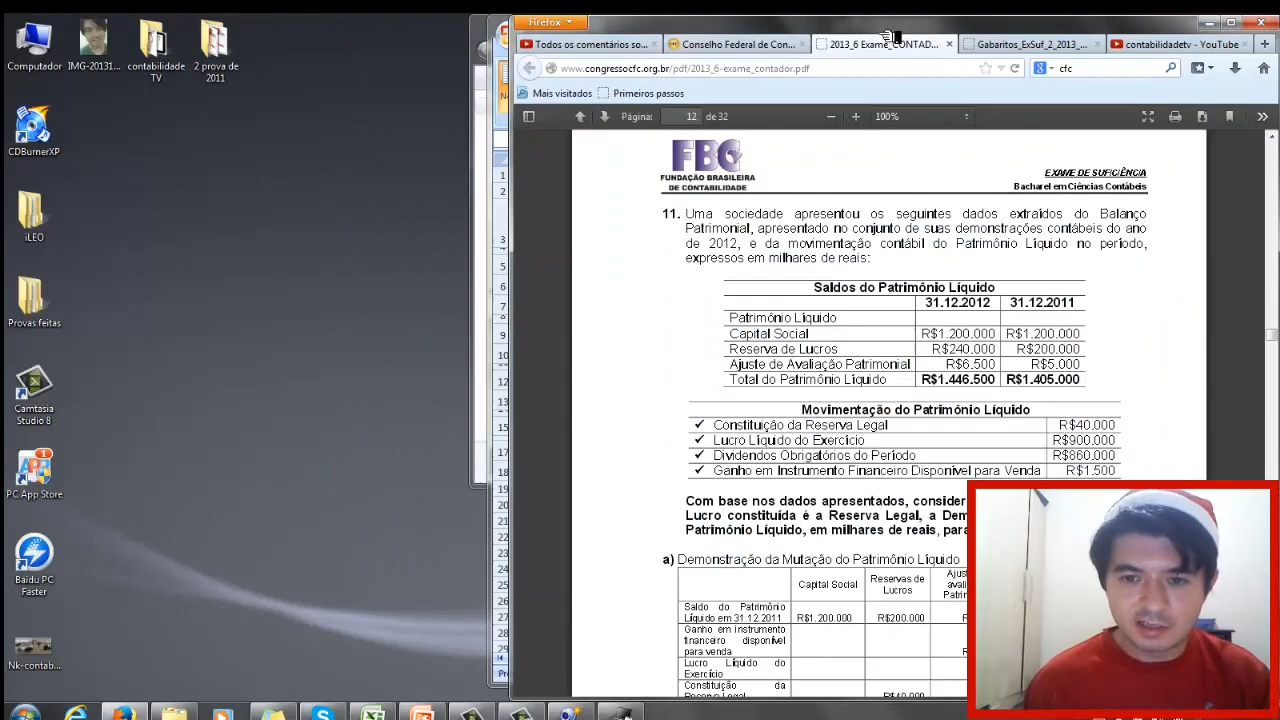 Firefox
Todos os comentários so...
Conselho Federal de Con...
2013_6 Exame_CONTAD...
Gabaritos_ExSuf_2_2013_...
contabilidadetv - YouTube
www.congressocfc.org.br/pdf/2013_6-exame_contador.pdf
cfc
Mais visitados
Primeiros passos
Página: 12 de 32
100%
Computador
IMG-20131...
contabilidade TV
2 prova de 2011
CDBurnerXP
iLEO
Provas feitas
Camtasia Studio 8
PC App Store
Baidu PC Faster
Nk-contab...
FBC
FUNDAÇÃO BRASILEIRA
DE CONTABILIDADE
EXAME DE SUFICIÊNCIA
Bacharel em Ciências Contábeis
11. Uma sociedade apresentou os seguintes dados extraídos do Balanço
Patrimonial, apresentado no conjunto de suas demonstrações contábeis do ano
de 2012, e da movimentação contábil do Patrimônio Líquido no período,
expressos em milhares de reais:
Saldos do Patrimônio Líquido
31.12.2012 31.12.2011
Patrimônio Líquido
Capital Social R$1.200.000 R$1.200.000
Reserva de Lucros R$240.000 R$200.000
Ajuste de Avaliação Patrimonial R$6.500 R$5.000
Total do Patrimônio Líquido R$1.446.500 R$1.405.000
Movimentação do Patrimônio Líquido
✓ Constituição da Reserva Legal R$40.000
✓ Lucro Líquido do Exercício R$900.000
✓ Dividendos Obrigatórios do Período R$860.000
✓ Ganho em Instrumento Financeiro Disponível para Venda R$1.500
Com base nos dados apresentados, consider
Lucro constituída é a Reserva Legal, a Dem
Patrimônio Líquido, em milhares de reais, para
a) Demonstração da Mutação do Patrimônio Líquido
Capital Social
Reservas de Lucros
Saldo do Patrimônio
Líquido em 31.12.2011 R$1.200.000 R$200.000
Ganho em instrumento
financeiro disponível
para venda
Lucro Líquido do
Exercício
Constituição da